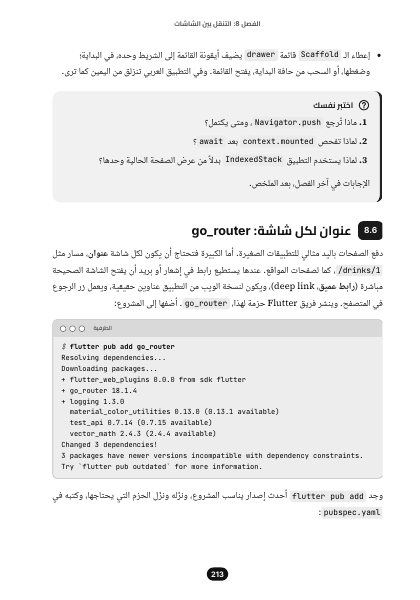 الفصل 8: التنقل بين الشاشات
• إعطاء الـ Scaffold قائمة drawer يضيف أيقونة القائمة إلى الشريط وحده، في البداية؛
وضغطها، أو السحب من حافة البداية، يفتح القائمة. وفي التطبيق العربي تنزلق من اليمين كما ترى.
اختبر نفسك
1. ماذا تُرجع Navigator.push، ومتى يكتمل؟
2. لماذا نفحص context.mounted بعد await؟
3. لماذا يستخدم التطبيق IndexedStack بدلاً من عرض الصفحة الحالية وحدها؟
الإجابات في آخر الفصل، بعد الملخص.
8.6 عنوان لكل شاشة: go_router
دفع الصفحات باليد مثالي للتطبيقات الصغيرة. أما الكبيرة فتحتاج أن يكون لكل شاشة عنوان، مسار مثل
/drinks/1، كما لصفحات المواقع. عندها يستطيع رابط في إشعار أو بريد أن يفتح الشاشة الصحيحة
مباشرة (رابط عميق، deep link)، ويكون لنسخة الويب من التطبيق عناوين حقيقية، ويعمل زر الرجوع
في المتصفح. وينشر فريق Flutter حزمة لهذا، go_router. أضفها إلى المشروع:
الطرفية
$ flutter pub add go_router
Resolving dependencies...
Downloading packages...
+ flutter_web_plugins 0.0.0 from sdk flutter
+ go_router 18.1.4
+ logging 1.3.0
material_color_utilities 0.13.0 (0.13.1 available)
test_api 0.7.14 (0.7.15 available)
vector_math 2.4.3 (2.4.4 available)
Changed 3 dependencies!
3 packages have newer versions incompatible with dependency constraints.
Try `flutter pub outdated` for more information.
وجد flutter pub add أحدث إصدار يناسب المشروع، ونزّله ونزّل الحزم التي يحتاجها، وكتبه في
pubspec.yaml:
213